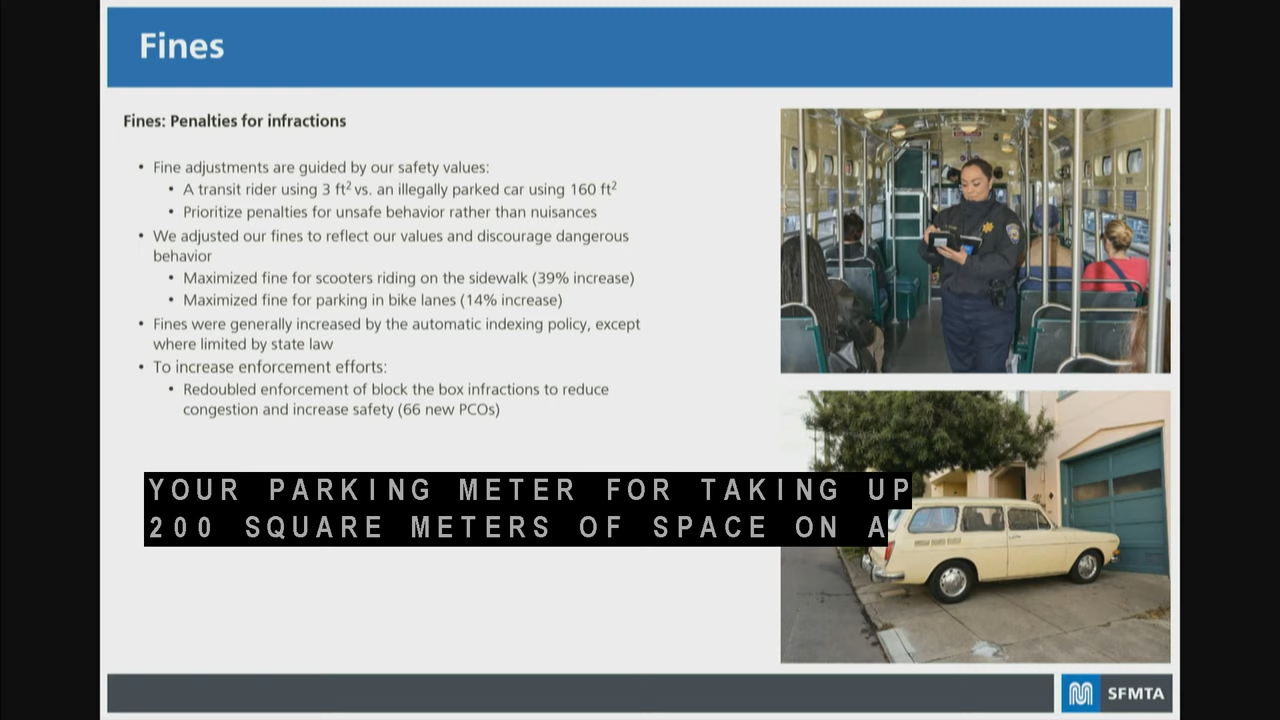 Fines
Fines: Penalties for infractions
• Fine adjustments are guided by our safety values:
• A transit rider using 3 ft² vs. an illegally parked car using 160 ft²
• Prioritize penalties for unsafe behavior rather than nuisances
• We adjusted our fines to reflect our values and discourage dangerous
behavior
• Maximized fine for scooters riding on the sidewalk (39% increase)
• Maximized fine for parking in bike lanes (14% increase)
• Fines were generally increased by the automatic indexing policy, except
where limited by state law
• To increase enforcement efforts:
• Redoubled enforcement of block the box infractions to reduce
congestion and increase safety (66 new PCOs)
YOUR PARKING METER FOR TAKING UP
200 SQUARE METERS OF SPACE ON A
SFMTA